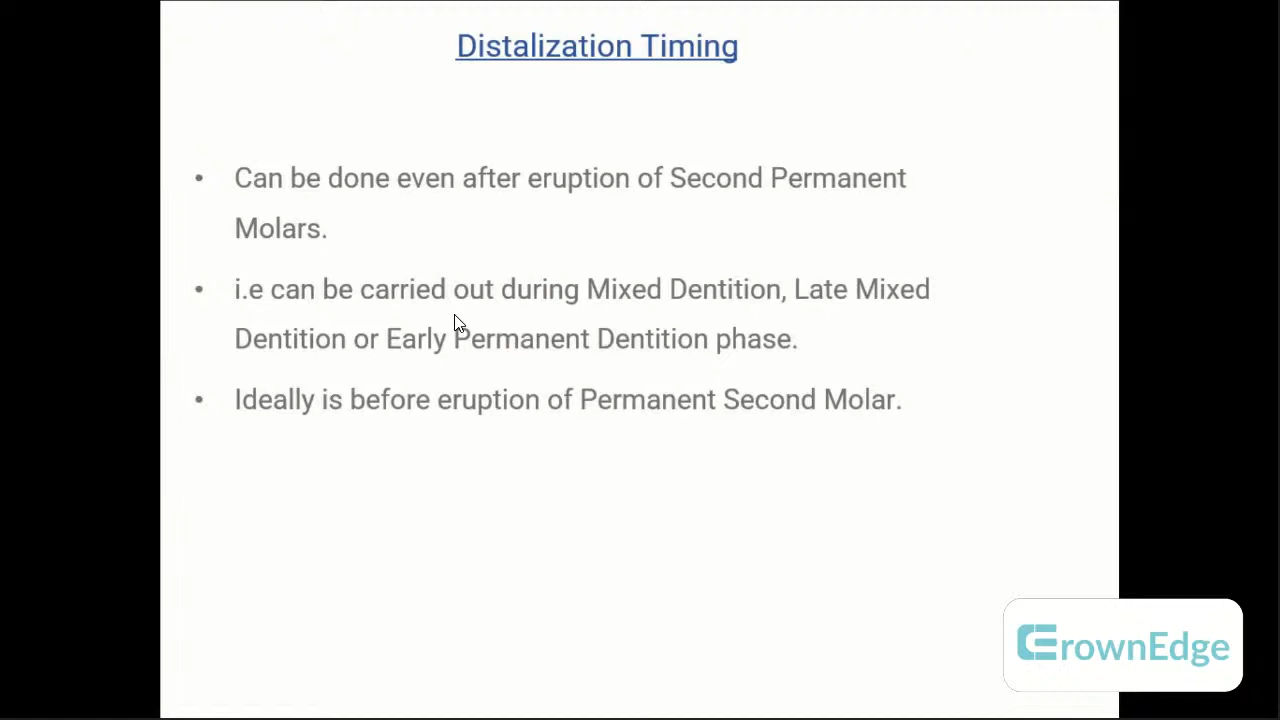 Distalization Timing
• Can be done even after eruption of Second Permanent
Molars.
• i.e can be carried out during Mixed Dentition, Late Mixed
Dentition or Early Permanent Dentition phase.
• Ideally is before eruption of Permanent Second Molar.
CrownEdge